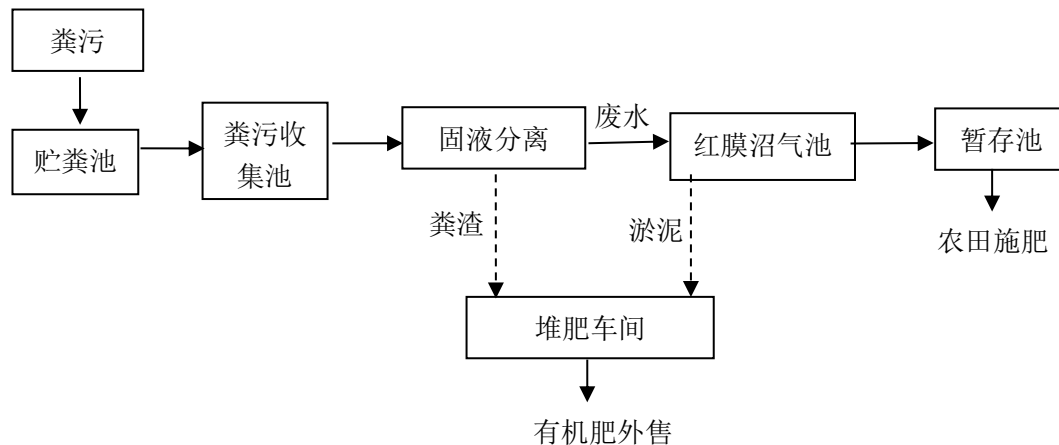 粪污
贮粪池
粪污收
集池
固液分离
废水
红膜沼气池
暂存池
粪渣
淤泥
农田施肥
堆肥车间
有机肥外售